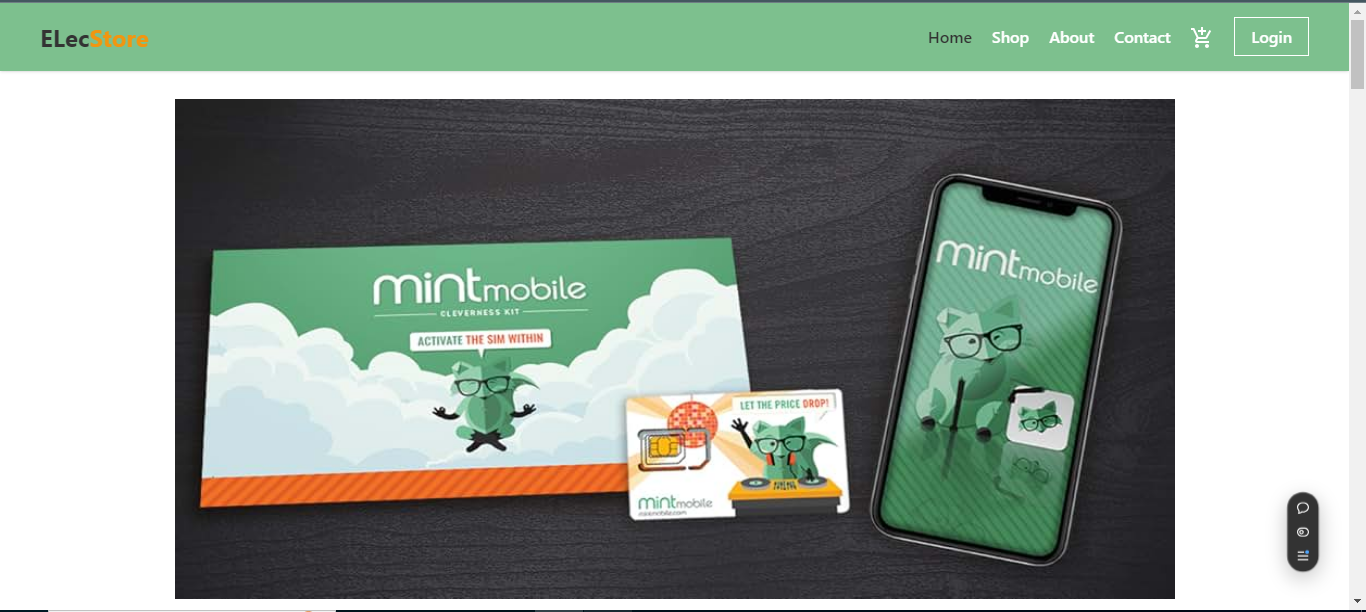 ELecStore
Home
Shop
About
Contact
Login
mintmobile
CLEVERNESS KIT
ACTIVATE THE SIM WITHIN
LET THE PRICE DROP!
mintmobile
mintmobile.com
mintmobile